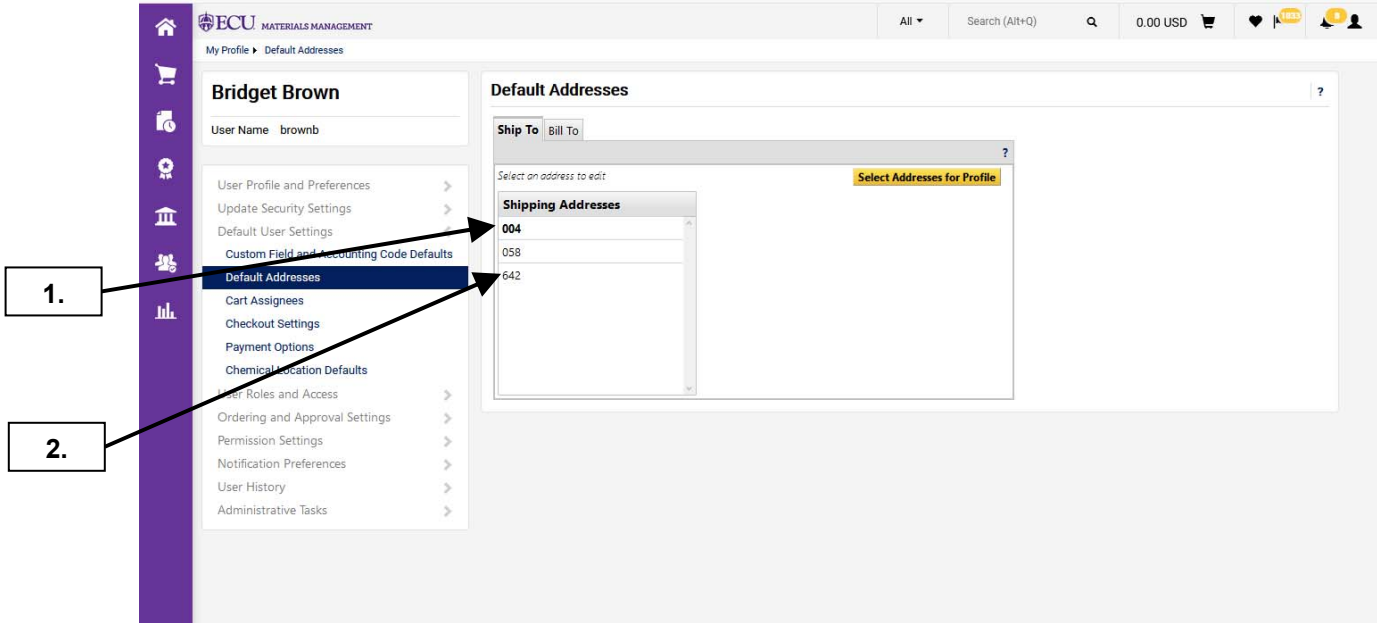 ECU MATERIALS MANAGEMENT
All
Search (Alt+Q)
0.00 USD
1033
8
My Profile Default Addresses
Bridget Brown
User Name brownb
User Profile and Preferences
Update Security Settings
Default User Settings
Custom Field and Accounting Code Defaults
Default Addresses
Cart Assignees
Checkout Settings
Payment Options
Chemical Location Defaults
User Roles and Access
Ordering and Approval Settings
Permission Settings
Notification Preferences
User History
Administrative Tasks
Default Addresses
?
Ship To Bill To
?
Select an address to edit
Select Addresses for Profile
Shipping Addresses
004
058
642
1.
2.